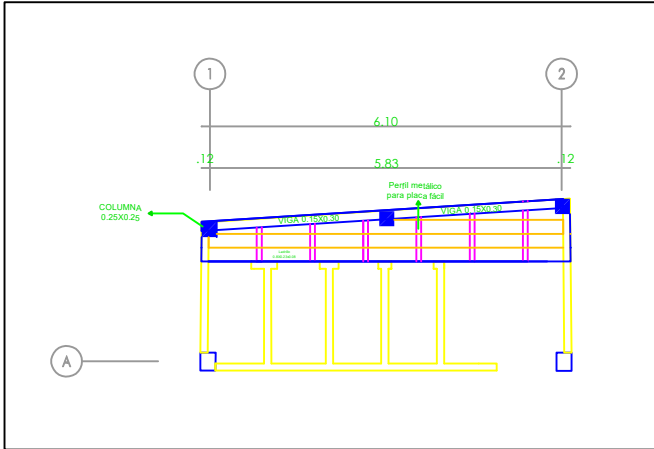 1
2
6.10
.12
5.83
.12
Perfil metálico
para placa fácil
COLUMNA
0.25X0.25
VIGA 0.15X0.30
VIGA 0.15X0.30
A